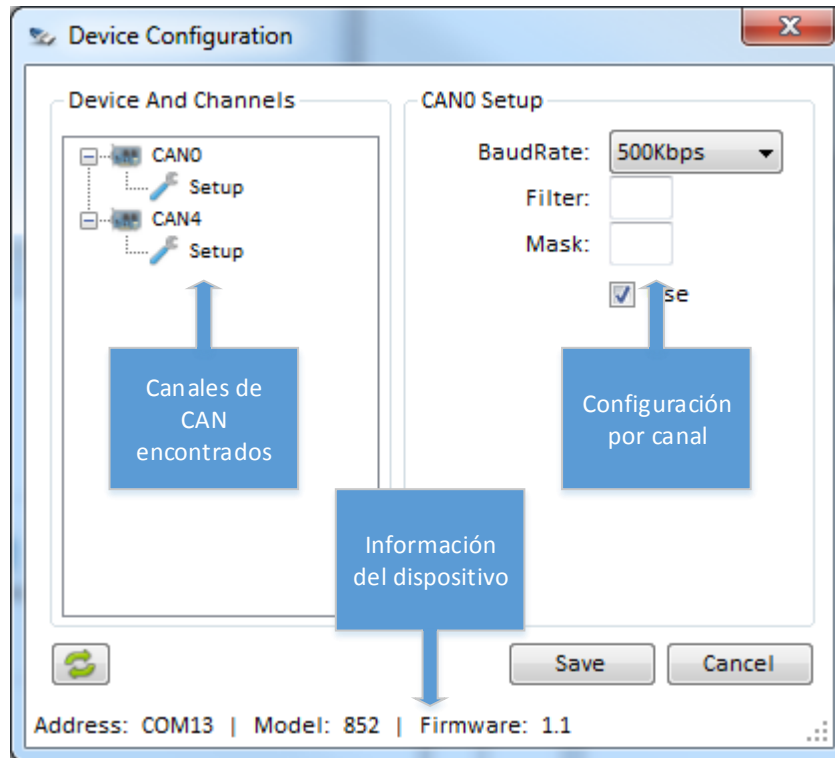 Device Configuration
Device And Channels
CAN0
Setup
CAN4
Setup
Canales de
CAN
encontrados
CAN0 Setup
BaudRate: 500Kbps
Filter:
Mask:
Configuración
por canal
Información
del dispositivo
Save
Cancel
Address: COM13 | Model: 852 | Firmware: 1.1